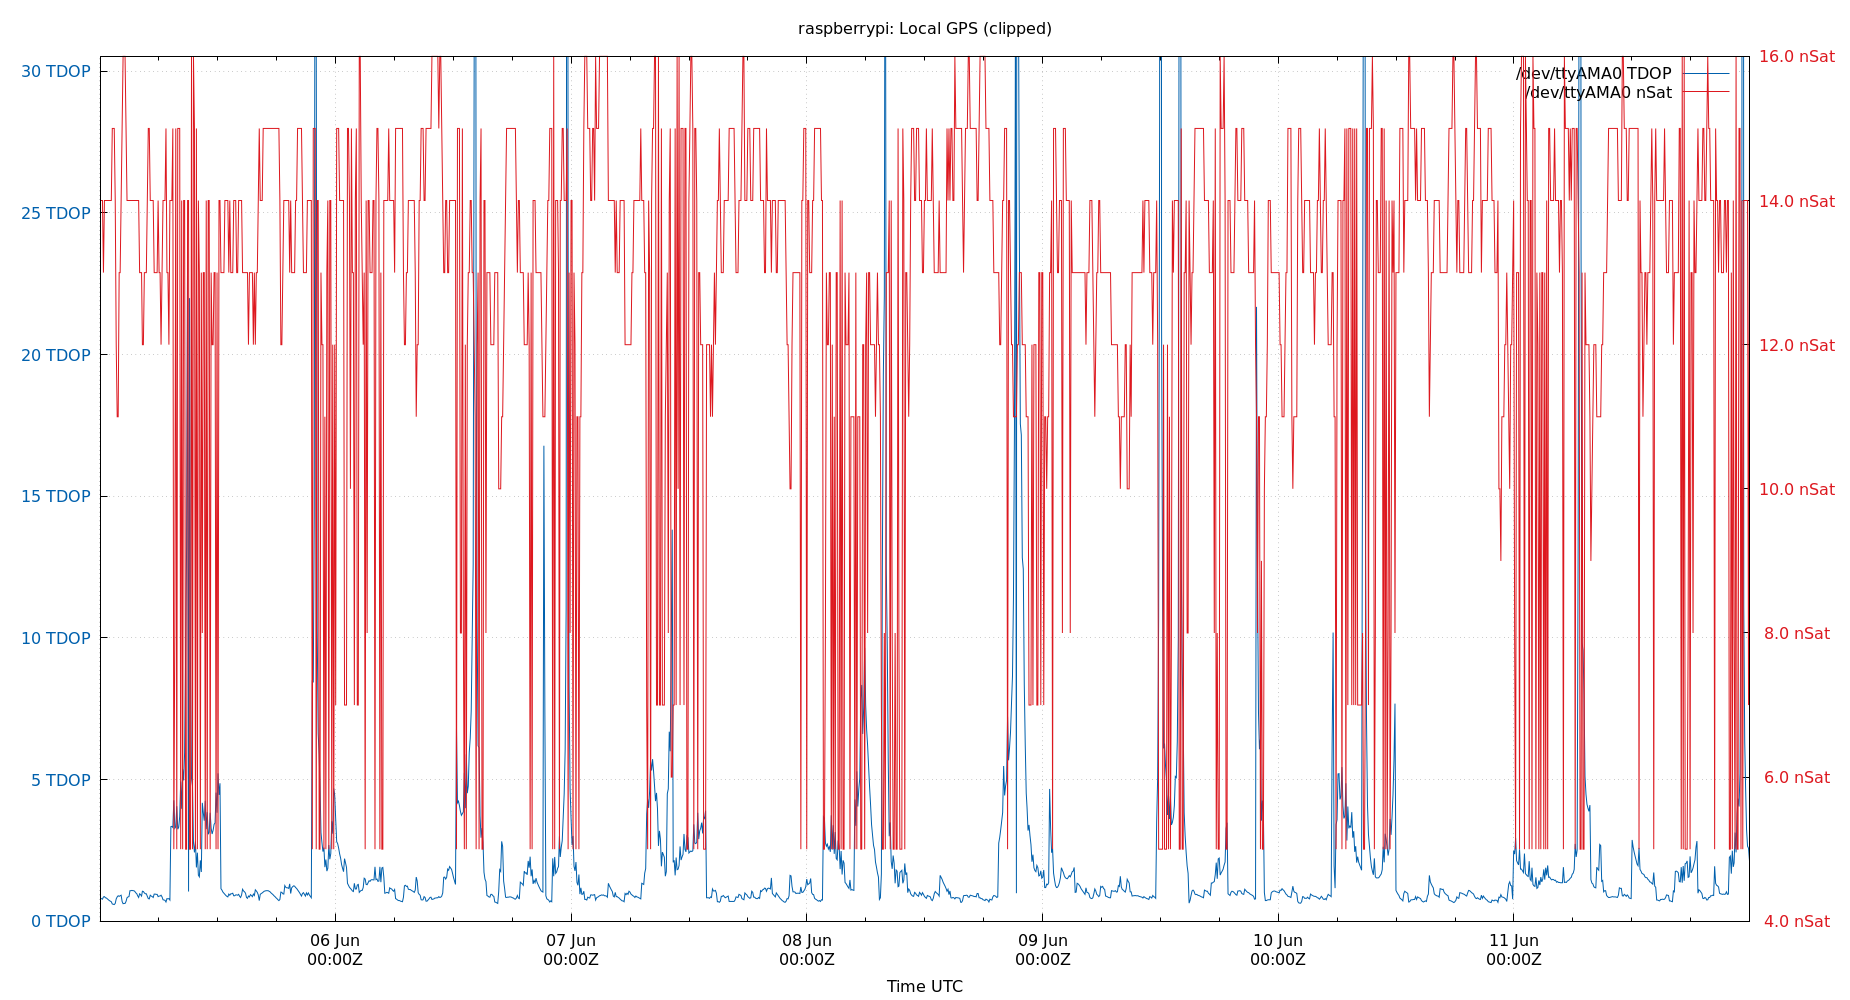 raspberrypi: Local GPS (clipped)
30 TDOP
25 TDOP
20 TDOP
15 TDOP
10 TDOP
5 TDOP
0 TDOP
16.0 nSat
14.0 nSat
12.0 nSat
10.0 nSat
8.0 nSat
6.0 nSat
4.0 nSat
/dev/ttyAMA0 TDOP
/dev/ttyAMA0 nSat
06 Jun 07 Jun 08 Jun 09 Jun 10 Jun 11 Jun
00:00Z 00:00Z 00:00Z 00:00Z 00:00Z 00:00Z
Time UTC